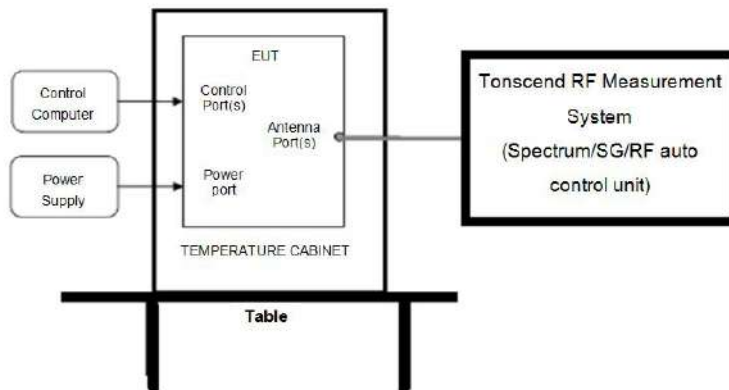 EUT
Control
Computer
Control
Port(s)
Antenna
Port(s)
Power
Supply
Power
port
TEMPERATURE CABINET
Table
Tonscend RF Measurement
System
(Spectrum/SG/RF auto
control unit)